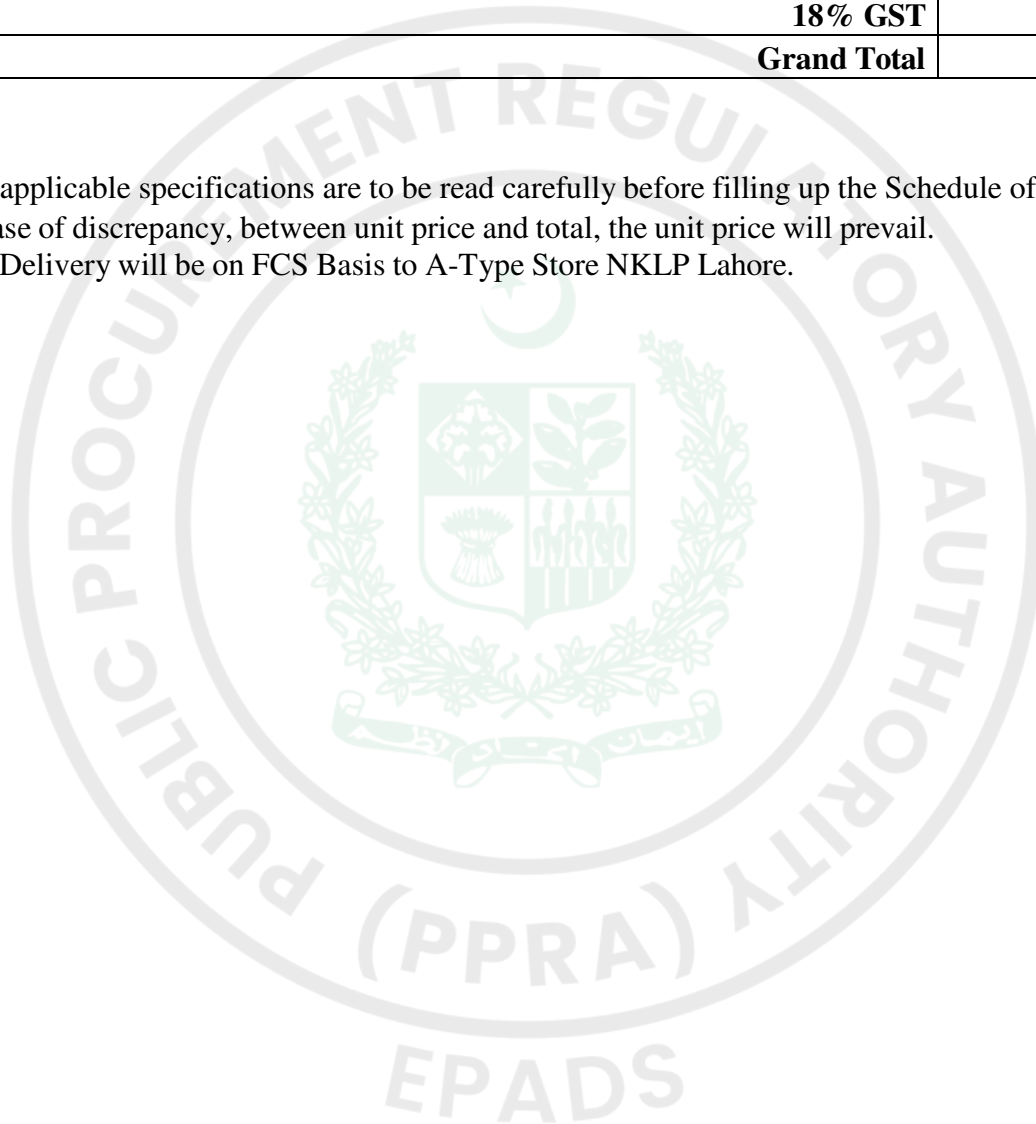 18% GST
Grand Total
applicable specifications are to be read carefully before filling up the Schedule of
ase of discrepancy, between unit price and total, the unit price will prevail.
Delivery will be on FCS Basis to A-Type Store NKLP Lahore.
PUBLIC PROCUREMENT REGULATORY AUTHORITY
(PPRA)
EPADS